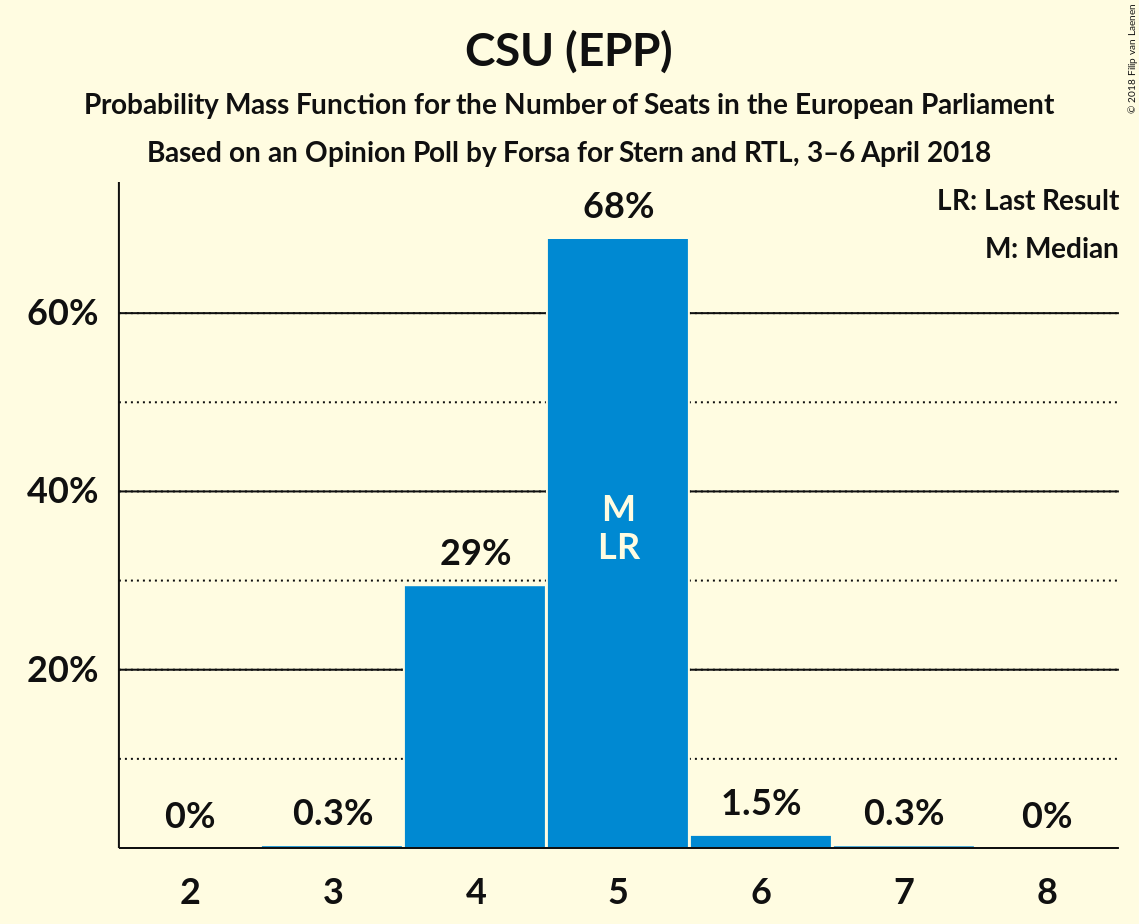 CSU (EPP)
Probability Mass Function for the Number of Seats in the European Parliament
Based on an Opinion Poll by Forsa for Stern and RTL, 3–6 April 2018
© 2018 Filip van Laenen
LR: Last Result
M: Median
68%
60%
40%
M
LR
29%
20%
0%
0.3%
1.5%
0.3%
0%
2
3
4
5
6
7
8